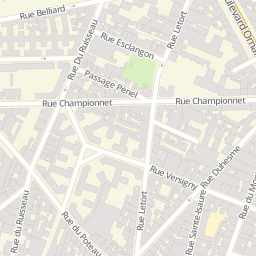 Rue Belliard
Rue Du Ruisseau
Rue Esclangon
Rue Letort
Boulevard Ornano
Passage Penel
Rue Championnet
Rue Championnet
Rue Versigny
Rue Duhesme
Rue du Ruisseau
Rue du Poteau
Rue Letort
Rue Sainte-Isaure
Rue du